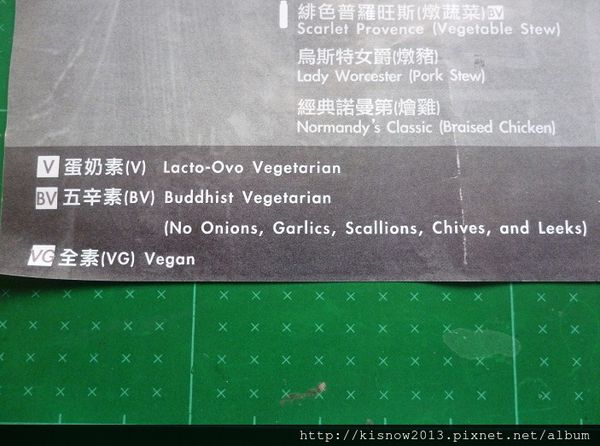 緋色普羅旺斯(燉蔬菜) BV
Scarlet Provence (Vegetable Stew)
烏斯特女爵(燉豬)
Lady Worcester (Pork Stew)
經典諾曼第(燴雞)
Normandy's Classic (Braised Chicken)
V 蛋奶素(V) Lacto-Ovo Vegetarian
BV 五辛素(BV) Buddhist Vegetarian
(No Onions, Garlics, Scallions, Chives, and Leeks)
VG 全素(VG) Vegan
http://kisnow2013.pixnet.net/album